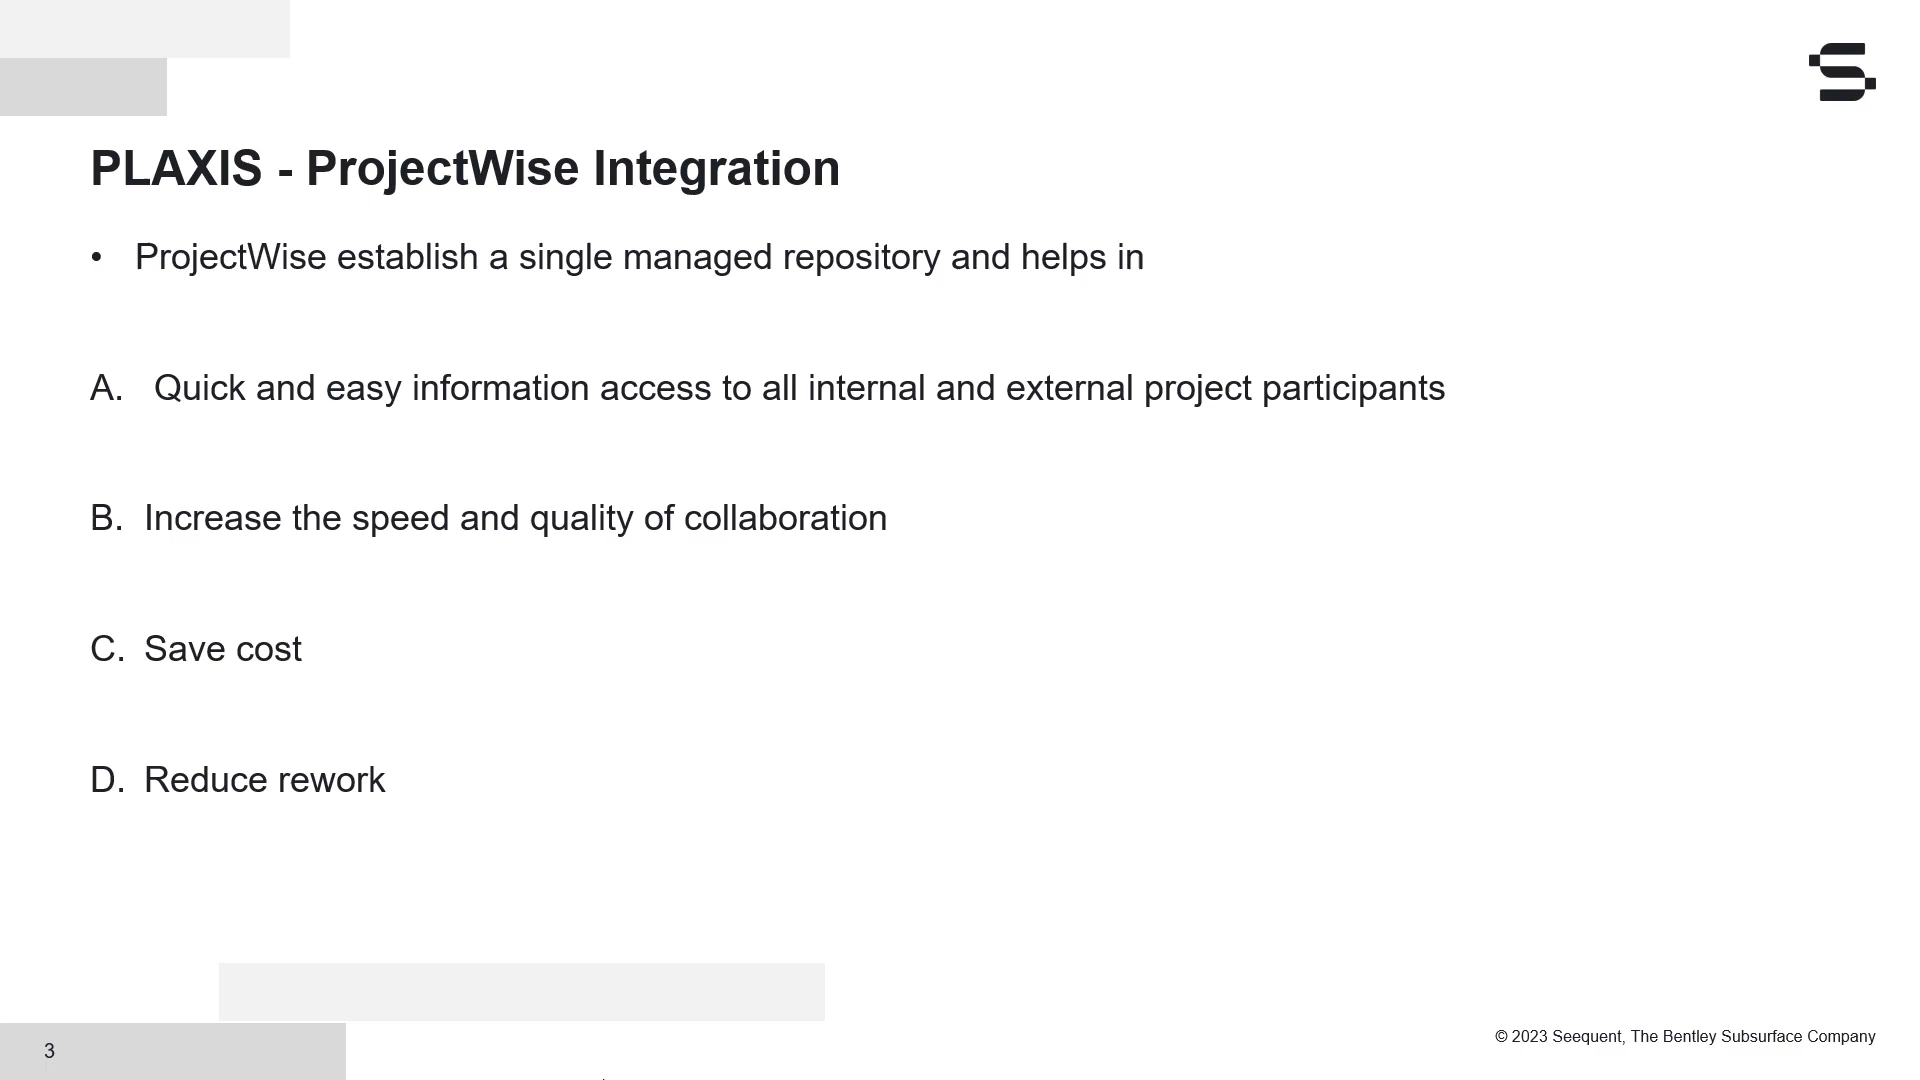 PLAXIS - ProjectWise Integration
• ProjectWise establish a single managed repository and helps in
A. Quick and easy information access to all internal and external project participants
B. Increase the speed and quality of collaboration
C. Save cost
D. Reduce rework
3
© 2023 Seequent, The Bentley Subsurface Company